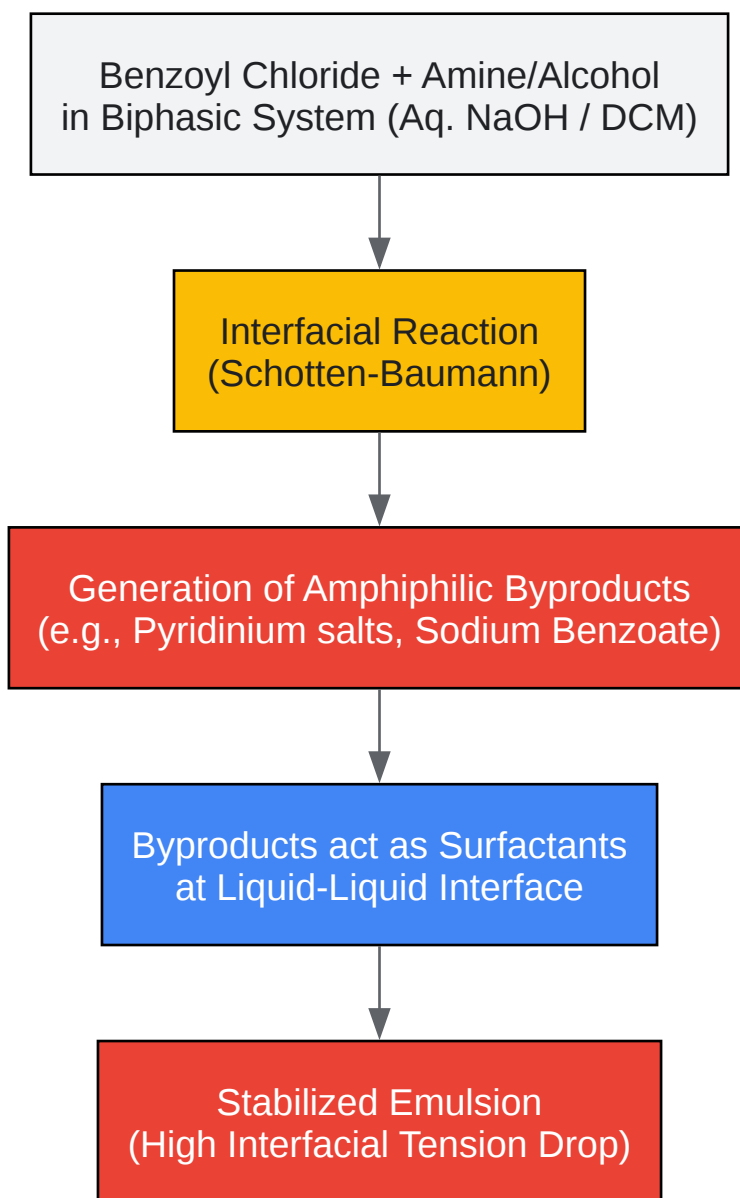 Benzoyl Chloride + Amine/Alcohol
in Biphasic System (Aq. NaOH / DCM)
Interfacial Reaction
(Schotten-Baumann)
Generation of Amphiphilic Byproducts
(e.g., Pyridinium salts, Sodium Benzoate)
Byproducts act as Surfactants
at Liquid-Liquid Interface
Stabilized Emulsion
(High Interfacial Tension Drop)